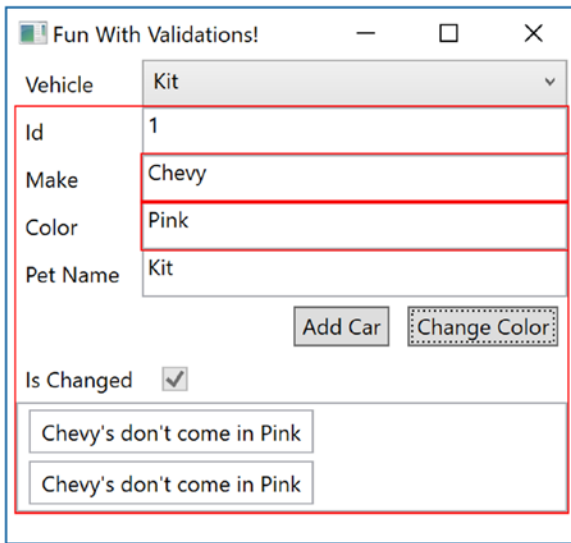 Fun With Validations!
Vehicle Kit
Id 1
Make Chevy
Color Pink
Pet Name Kit
Add Car Change Color
Is Changed
Chevy's don't come in Pink
Chevy's don't come in Pink